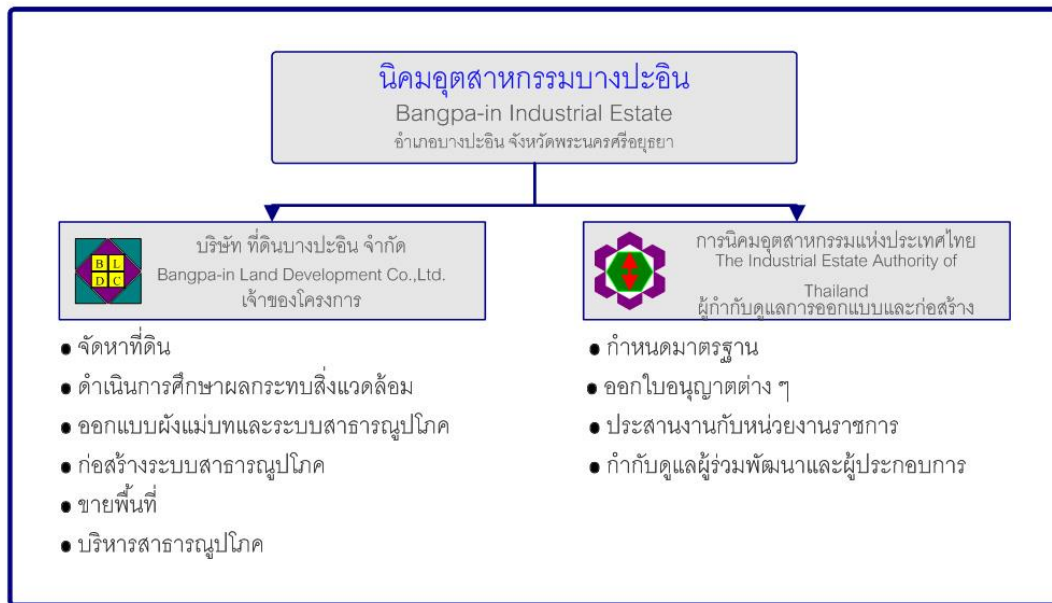 นิคมอุตสาหกรรมบางปะอิน
Bangpa-in Industrial Estate
อำเภอบางปะอิน จังหวัดพระนครศรีอยุธยา
B L
D C
บริษัท ที่ดินบางปะอิน จำกัด
Bangpa-in Land Development Co.,Ltd.
เจ้าของโครงการ
● จัดหาที่ดิน
● ดำเนินการศึกษาผลกระทบสิ่งแวดล้อม
● ออกแบบผังแม่บทและระบบสาธารณูปโภค
● ก่อสร้างระบบสาธารณูปโภค
● ขายพื้นที่
● บริหารสาธารณูปโภค
การนิคมอุตสาหกรรมแห่งประเทศไทย
The Industrial Estate Authority of
Thailand
ผู้กำกับดูแลการออกแบบและก่อสร้าง
● กำหนดมาตรฐาน
● ออกใบอนุญาตต่าง ๆ
● ประสานงานกับหน่วยงานราชการ
● กำกับดูแลผู้ร่วมพัฒนาและผู้ประกอบการ